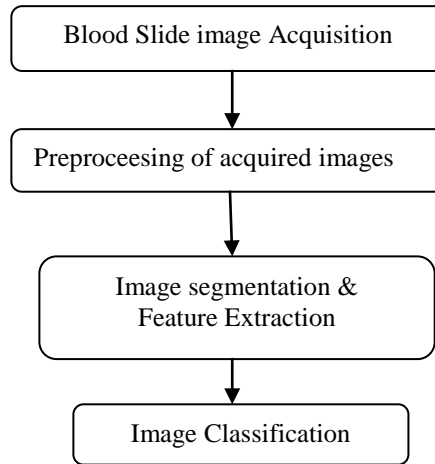 Blood Slide image Acquisition
Preproceesing of acquired images
Image segmentation &
Feature Extraction
Image Classification